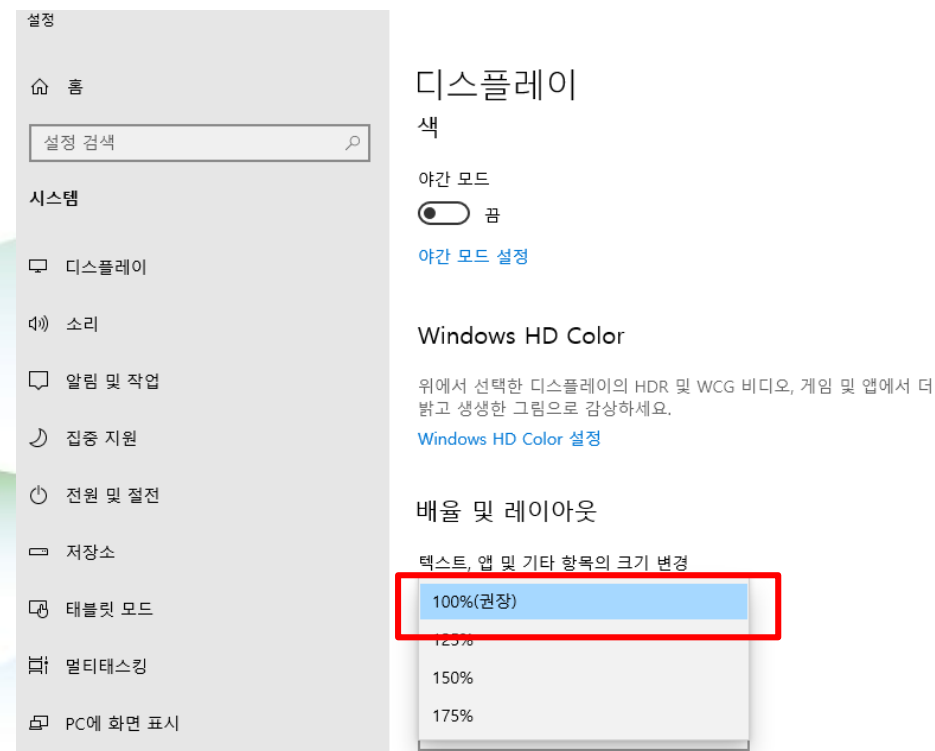 설정
홈
설정 검색
시스템
디스플레이
소리
알림 및 작업
집중 지원
전원 및 절전
저장소
태블릿 모드
멀티태스킹
PC에 화면 표시
디스플레이
색
야간 모드
끔
야간 모드 설정
Windows HD Color
위에서 선택한 디스플레이의 HDR 및 WCG 비디오, 게임 및 앱에서 더
밝고 생생한 그림으로 감상하세요.
Windows HD Color 설정
배율 및 레이아웃
텍스트, 앱 및 기타 항목의 크기 변경
100%(권장)
125%
150%
175%